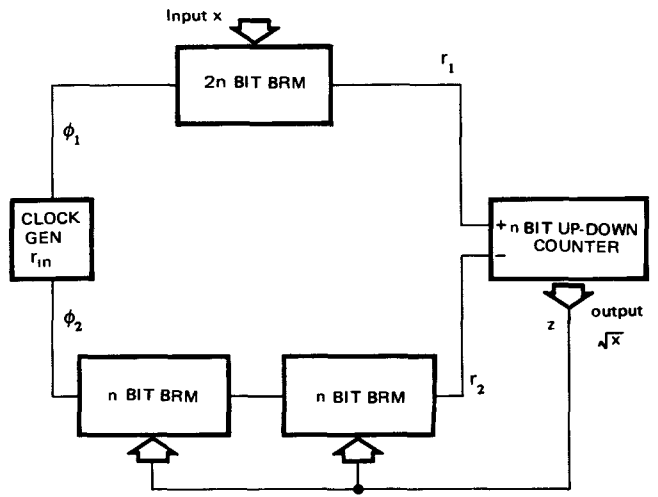 Input x
2n BIT BRM
r₁
ϕ₁
CLOCK
GEN
rᵢₙ
+ n BIT UP-DOWN
COUNTER
−
ϕ₂
z
output
√x
n BIT BRM
n BIT BRM
r₂